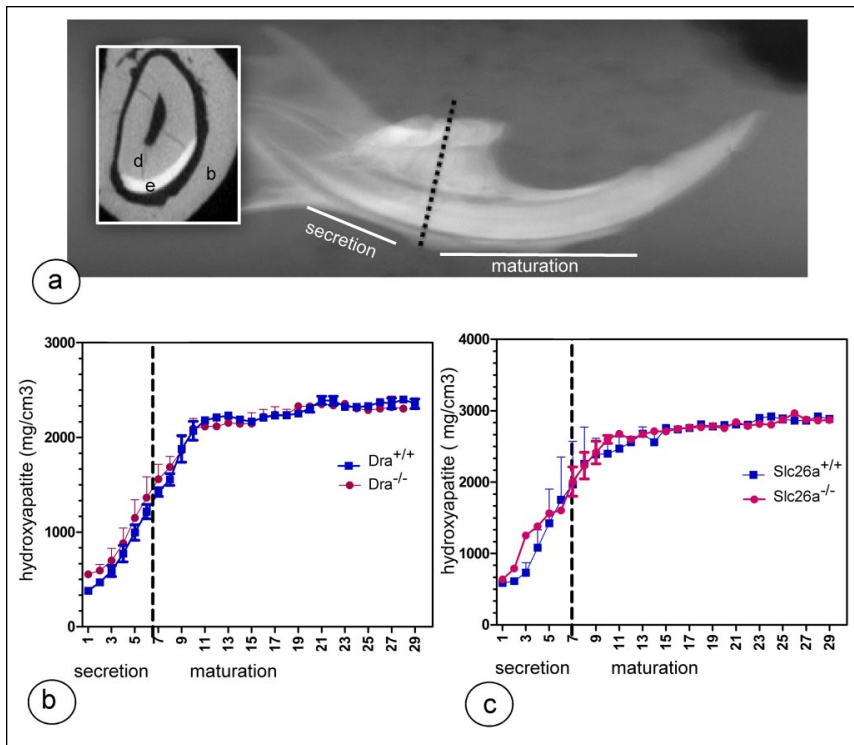 d
e
b
secretion
maturation
a
3000
2000
1000
0
hydroxyapatite (mg/cm3)
Dra+/+
Dra-/-
1 3 5 7 9 11 13 15 17 19 21 23 25 27 29
secretion maturation
b
4000
3000
2000
1000
0
hydroxyapatite ( mg/cm3)
Slc26a+/+
Slc26a-/-
1 3 5 7 9 11 13 15 17 19 21 23 25 27 29
secretion maturation
c